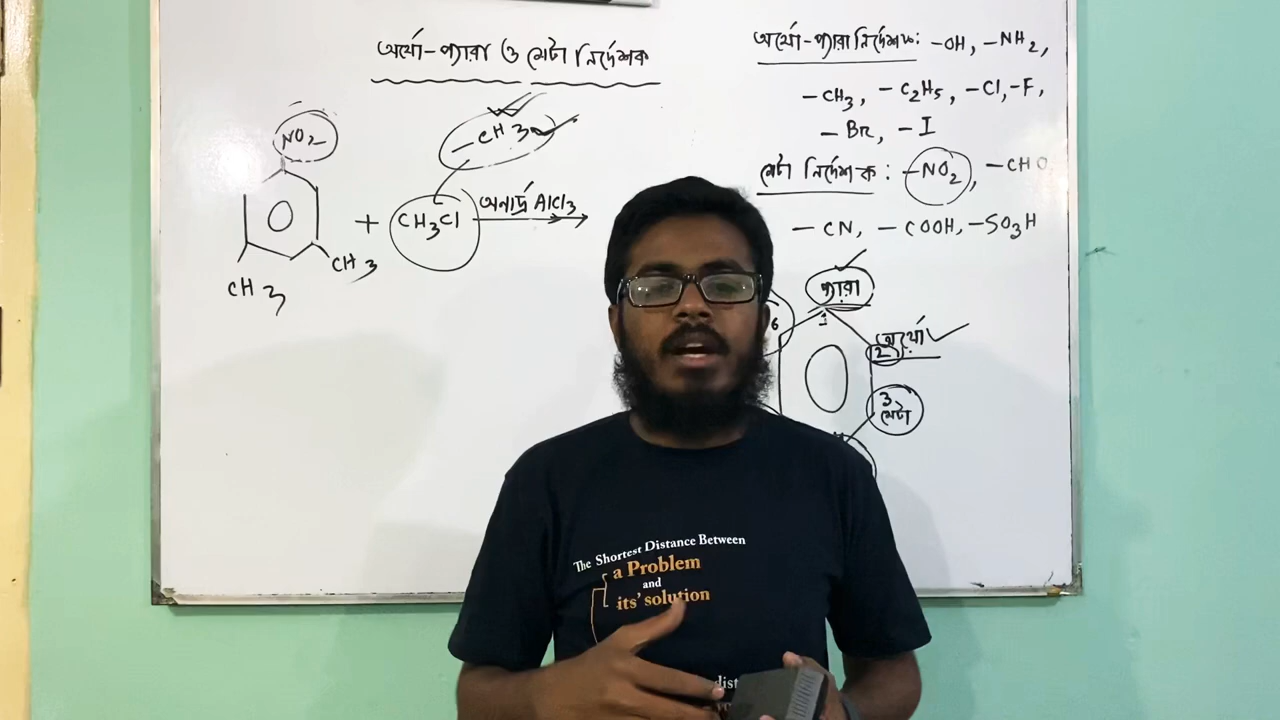 অর্থো-প্যারা ও মেটা নির্দেশক
NO2
CH3
CH3
+
CH3Cl
-CH3
অনার্দ্র AlCl3
অর্থো-প্যারা নির্দেশক: -OH, -NH2,
-CH3, -C2H5, -Cl, -F,
-Br, -I
মেটা নির্দেশক: -NO2, -CHO
-CN, -COOH, -SO3H
প্যারা
1
6
2
অর্থো
3
মেটা
The Shortest Distance Between
a Problem
and
its' solution